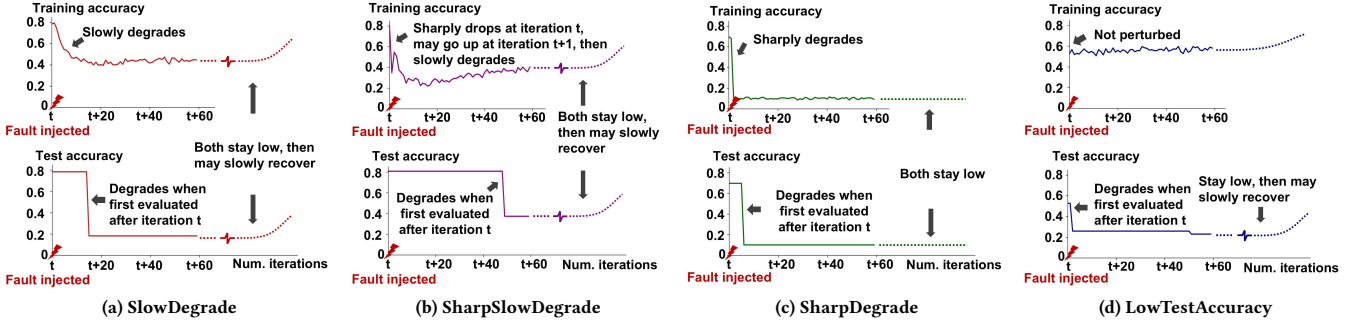 Training accuracy
0.8
0.6
0.4
0.2
0
Slowly degrades
t
t+20
t+40
t+60
Fault injected
Both stay low, then
may slowly recover
Test accuracy
0.8
0.6
0.4
0.2
0
Degrades when
first evaluated
after iteration t
t
t+20
t+40
t+60
Num. iterations
Fault injected
(a) SlowDegrade
Training accuracy
0.8
0.6
0.4
0.2
0
Sharply drops at iteration t,
may go up at iteration t+1, then
slowly degrades
t
t+20
t+40
t+60
Fault injected
Both stay low,
then may slowly
recover
Test accuracy
0.8
0.6
0.4
0.2
0
Degrades when
first evaluated
after iteration t
t
t+20
t+40
t+60
Num. iterations
Fault injected
(b) SharpSlowDegrade
Training accuracy
0.8
0.6
0.4
0.2
0
Sharply degrades
t
t+20
t+40
t+60
Fault injected
Both stay low
Test accuracy
0.8
0.6
0.4
0.2
0
Degrades when
first evaluated
after iteration t
t
t+20
t+40
t+60
Num. iterations
Fault injected
(c) SharpDegrade
Training accuracy
0.8
0.6
0.4
0.2
0
Not perturbed
t
t+20
t+40
t+60
Fault injected
Test accuracy
0.8
0.6
0.4
0.2
0
Degrades when
first evaluated
after iteration t
Stay low, then may
slowly recover
t
t+20
t+40
t+60
Num. iterations
Fault injected
(d) LowTestAccuracy